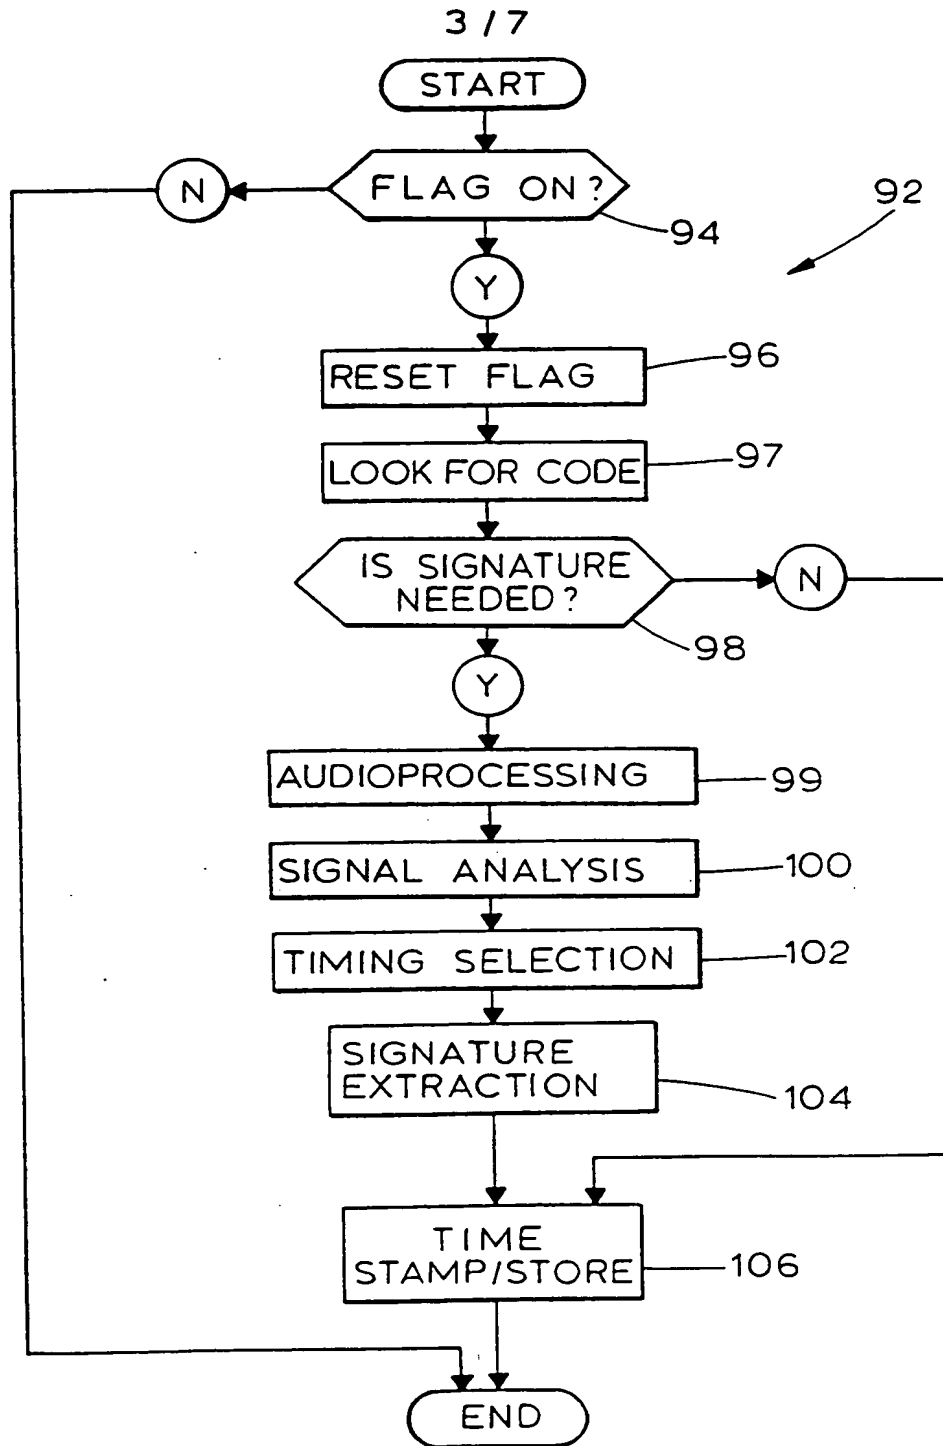 3/7
START
FLAG ON?
N
94
92
Y
RESET FLAG
96
LOOK FOR CODE
97
IS SIGNATURE
NEEDED?
N
98
Y
AUDIOPROCESSING
99
SIGNAL ANALYSIS
100
TIMING SELECTION
102
SIGNATURE
EXTRACTION
104
TIME
STAMP/STORE
106
END